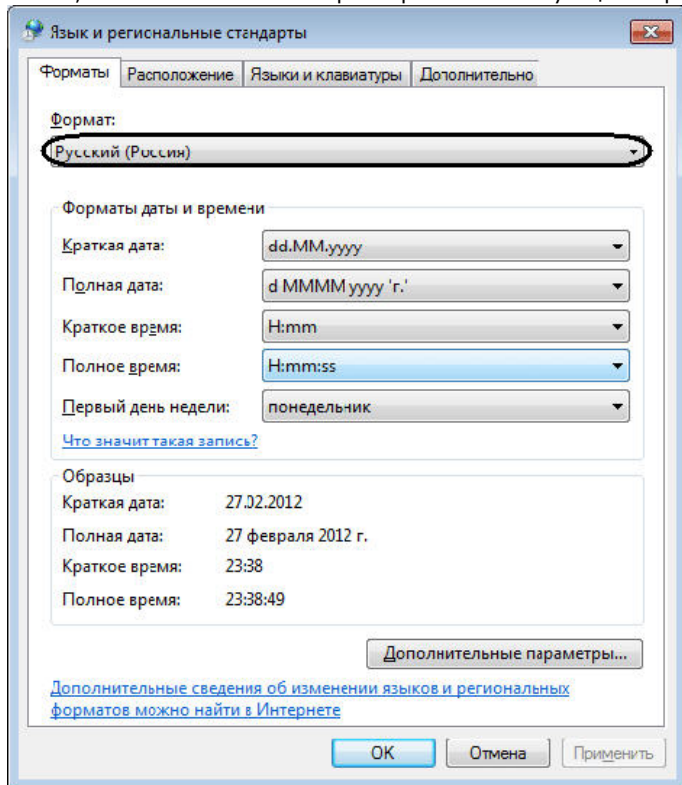 Язык и региональные стандарты
Форматы Расположение Языки и клавиатуры Дополнительно
Формат:
Русский (Россия)
Форматы даты и времени
Краткая дата: dd.MM.yyyy
Полная дата: d MMMM yyyy 'г.'
Краткое время: H:mm
Полное время: H:mm:ss
Первый день недели: понедельник
Что значит такая запись?
Образцы
Краткая дата: 27.02.2012
Полная дата: 27 февраля 2012 г.
Краткое время: 23:38
Полное время: 23:38:49
Дополнительные параметры...
Дополнительные сведения об изменении языков и региональных
форматов можно найти в Интернете
ОК Отмена Применить